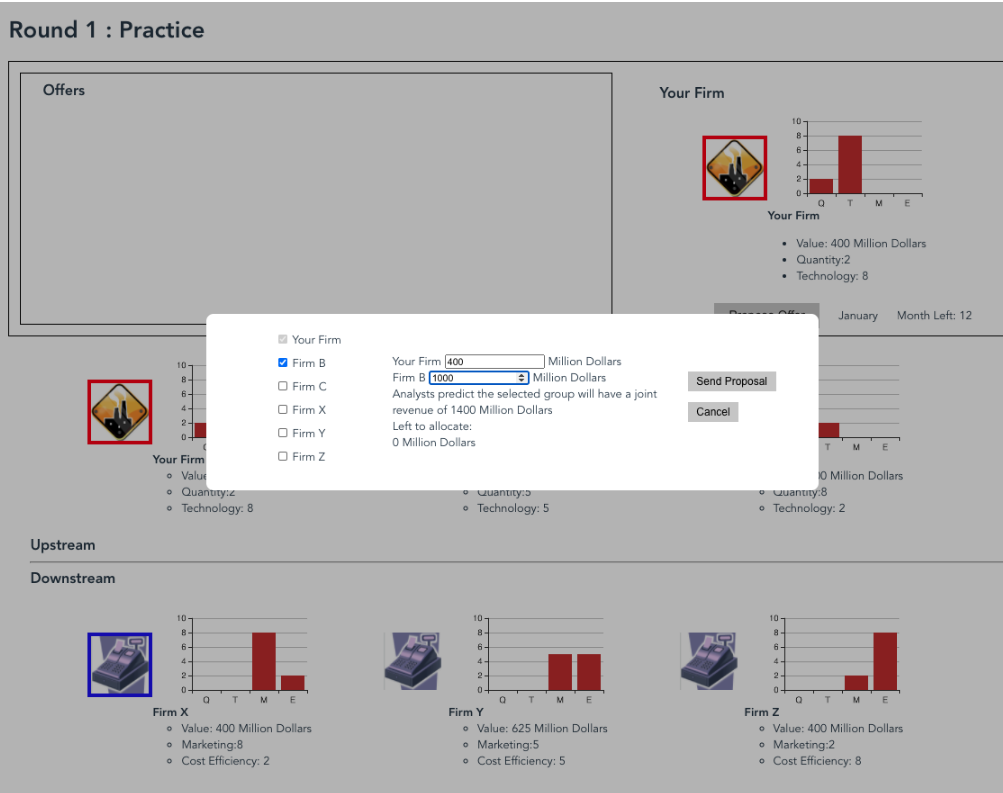 Round 1 : Practice
Offers
Your Firm
10
8
6
4
2
0
Q T M E
Your Firm
Value: 400 Million Dollars
Quantity:2
Technology: 8
January
Month Left: 12
Your Firm
Firm B
Firm C
Firm X
Firm Y
Firm Z
Your Firm 400 Million Dollars
Firm B 1000 Million Dollars
Analysts predict the selected group will have a joint
revenue of 1400 Million Dollars
Left to allocate:
0 Million Dollars
Send Proposal
Cancel
10
8
6
4
2
0
T M E
Your Firm
Value
Million Dollars
Quantity:2
Quantity:5
Quantity:8
Technology: 8
Technology: 5
Technology: 2
Upstream
Downstream
10
8
6
4
2
0
Q T M E
10
8
6
4
2
0
Q T M E
10
8
6
4
2
0
Q T M E
Firm X
Firm Y
Firm Z
Value: 400 Million Dollars
Value: 625 Million Dollars
Value: 400 Million Dollars
Marketing:8
Marketing:5
Marketing:2
Cost Efficiency: 2
Cost Efficiency: 5
Cost Efficiency: 8